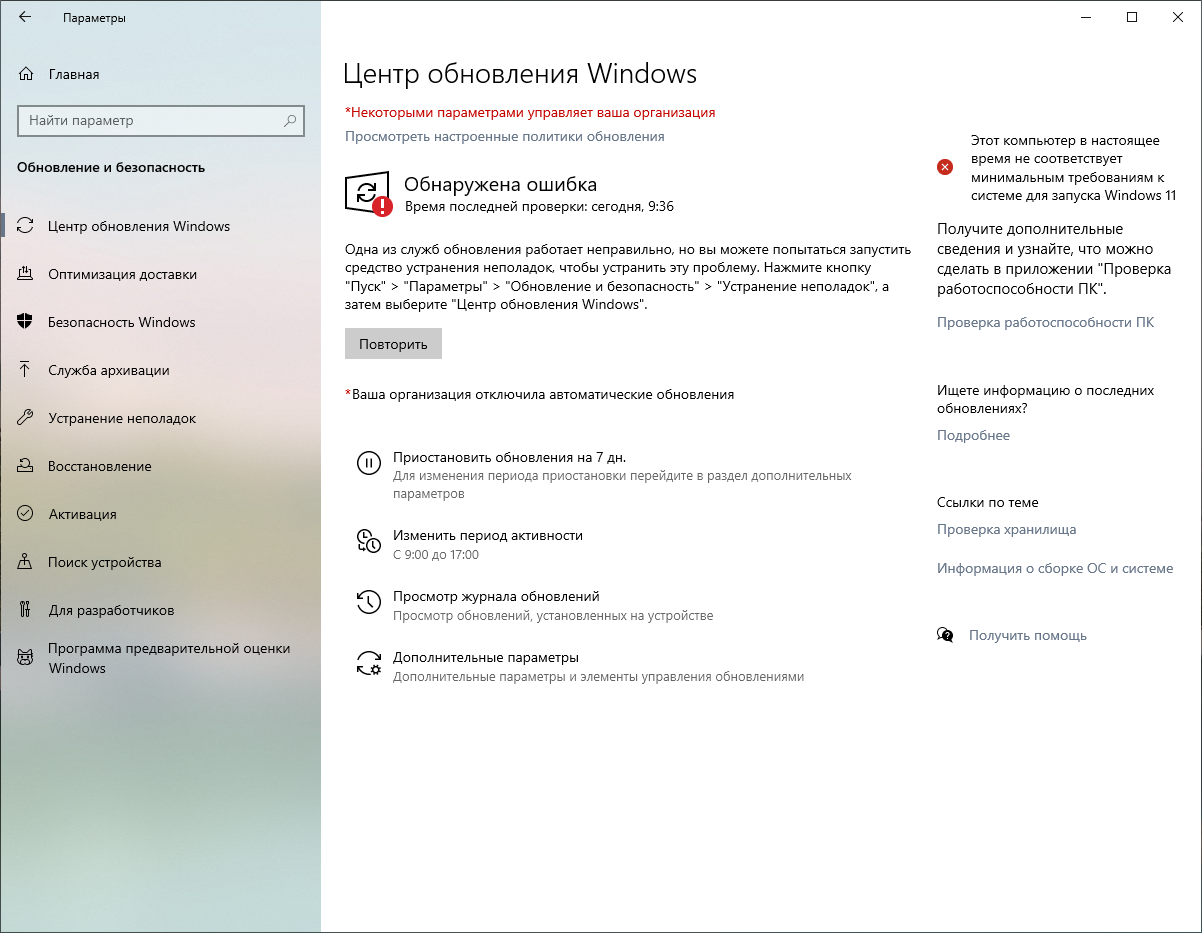 Параметры
Главная
Найти параметр
Обновление и безопасность
Центр обновления Windows
Оптимизация доставки
Безопасность Windows
Служба архивации
Устранение неполадок
Восстановление
Активация
Поиск устройства
Для разработчиков
Программа предварительной оценки
Windows
Центр обновления Windows
*Некоторыми параметрами управляет ваша организация
Просмотреть настроенные политики обновления
Обнаружена ошибка
Время последней проверки: сегодня, 9:36
Одна из служб обновления работает неправильно, но вы можете попытаться запустить
средство устранения неполадок, чтобы устранить эту проблему. Нажмите кнопку
"Пуск" > "Параметры" > "Обновление и безопасность" > "Устранение неполадок", а
затем выберите "Центр обновления Windows".
Повторить
*Ваша организация отключила автоматические обновления
Приостановить обновления на 7 дн.
Для изменения периода приостановки перейдите в раздел дополнительных
параметров
Изменить период активности
С 9:00 до 17:00
Просмотр журнала обновлений
Просмотр обновлений, установленных на устройстве
Дополнительные параметры
Дополнительные параметры и элементы управления обновлениями
Этот компьютер в настоящее
время не соответствует
минимальным требованиям к
системе для запуска Windows 11
Получите дополнительные
сведения и узнайте, что можно
сделать в приложении "Проверка
работоспособности ПК".
Проверка работоспособности ПК
Ищете информацию о последних
обновлениях?
Подробнее
Ссылки по теме
Проверка хранилища
Информация о сборке ОС и системе
Получить помощь